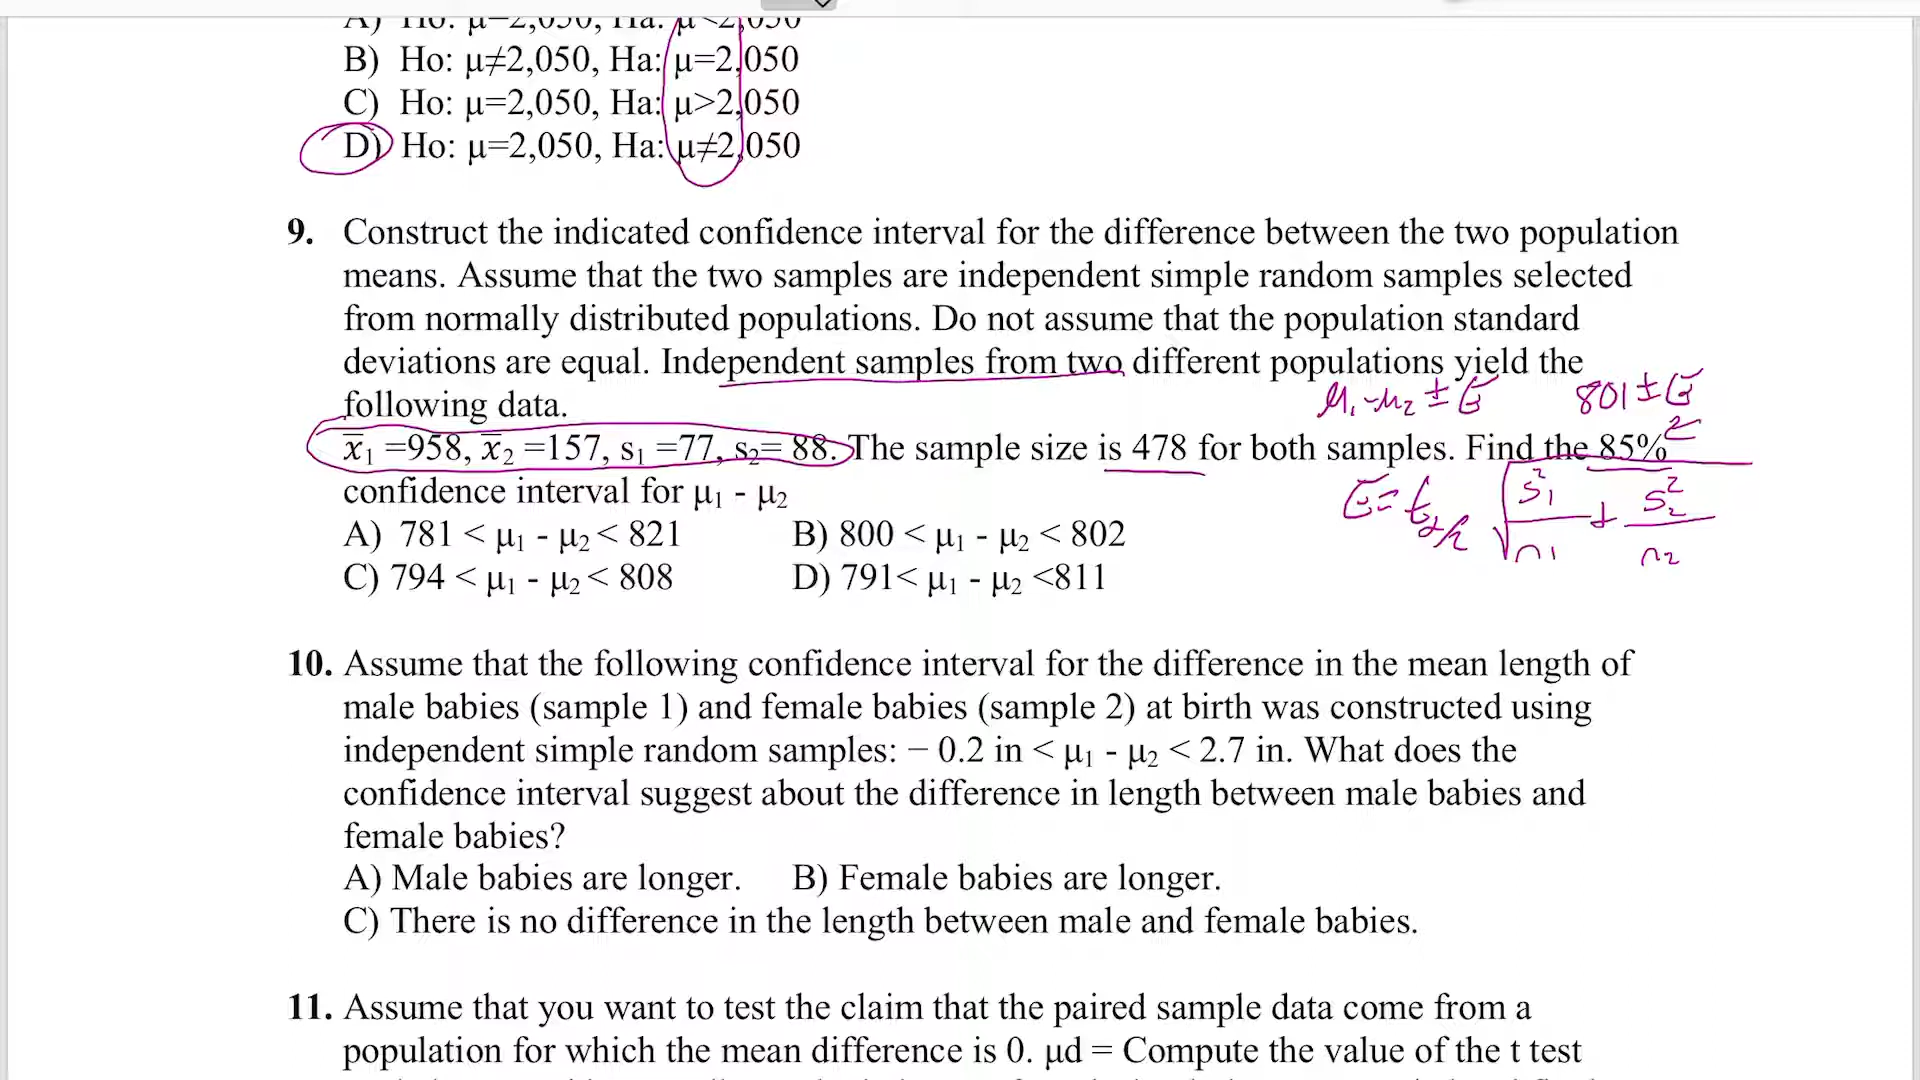 A) Ho: μ=2,050, Ha: μ<2,050
B) Ho: μ≠2,050, Ha: μ=2,050
C) Ho: μ=2,050, Ha: μ>2,050
D) Ho: μ=2,050, Ha: μ≠2,050
9. Construct the indicated confidence interval for the difference between the two population
means. Assume that the two samples are independent simple random samples selected
from normally distributed populations. Do not assume that the population standard
deviations are equal. Independent samples from two different populations yield the
following data.
μ₁-μ₂ ± E 801 ± E
x̅₁ =958, x̅₂ =157, s₁ =77, s₂= 88. The sample size is 478 for both samples. Find the 85%
confidence interval for μ₁ - μ₂
E = t α/2 √ s₁² / n₁ + s₂² / n₂
A) 781 < μ₁ - μ₂ < 821 B) 800 < μ₁ - μ₂ < 802
C) 794 < μ₁ - μ₂ < 808 D) 791< μ₁ - μ₂ <811
10. Assume that the following confidence interval for the difference in the mean length of
male babies (sample 1) and female babies (sample 2) at birth was constructed using
independent simple random samples: − 0.2 in < μ₁ - μ₂ < 2.7 in. What does the
confidence interval suggest about the difference in length between male babies and
female babies?
A) Male babies are longer. B) Female babies are longer.
C) There is no difference in the length between male and female babies.
11. Assume that you want to test the claim that the paired sample data come from a
population for which the mean difference is 0. μd = Compute the value of the t test